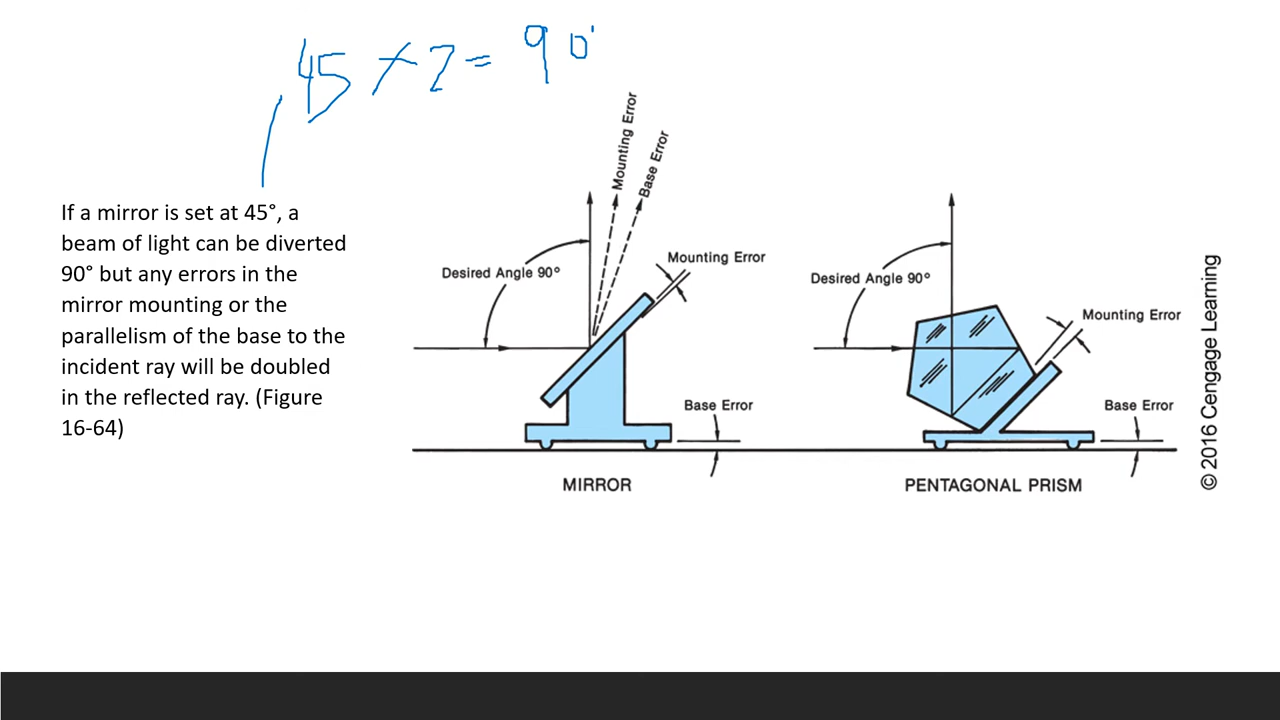 45 × 2 = 90°
If a mirror is set at 45°, a
beam of light can be diverted
90° but any errors in the
mirror mounting or the
parallelism of the base to the
incident ray will be doubled
in the reflected ray. (Figure
16-64)
Mounting Error
Base Error
Desired Angle 90°
Mounting Error
Base Error
MIRROR
Desired Angle 90°
Mounting Error
Base Error
PENTAGONAL PRISM
© 2016 Cengage Learning